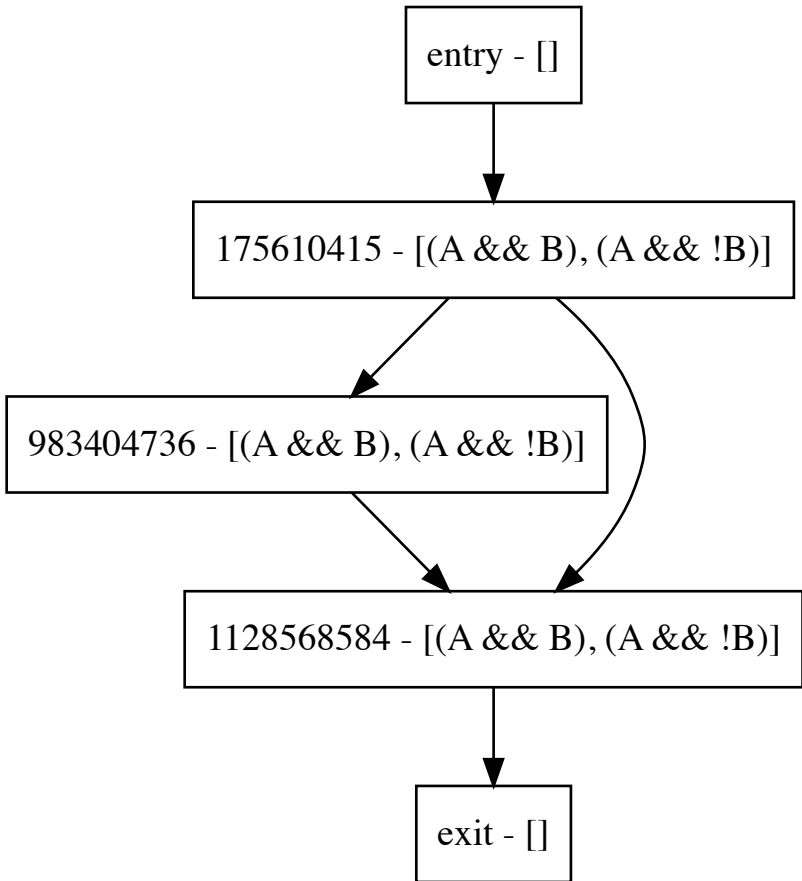 entry - []
175610415 - [(A && B), (A && !B)]
983404736 - [(A && B), (A && !B)]
1128568584 - [(A && B), (A && !B)]
exit - []